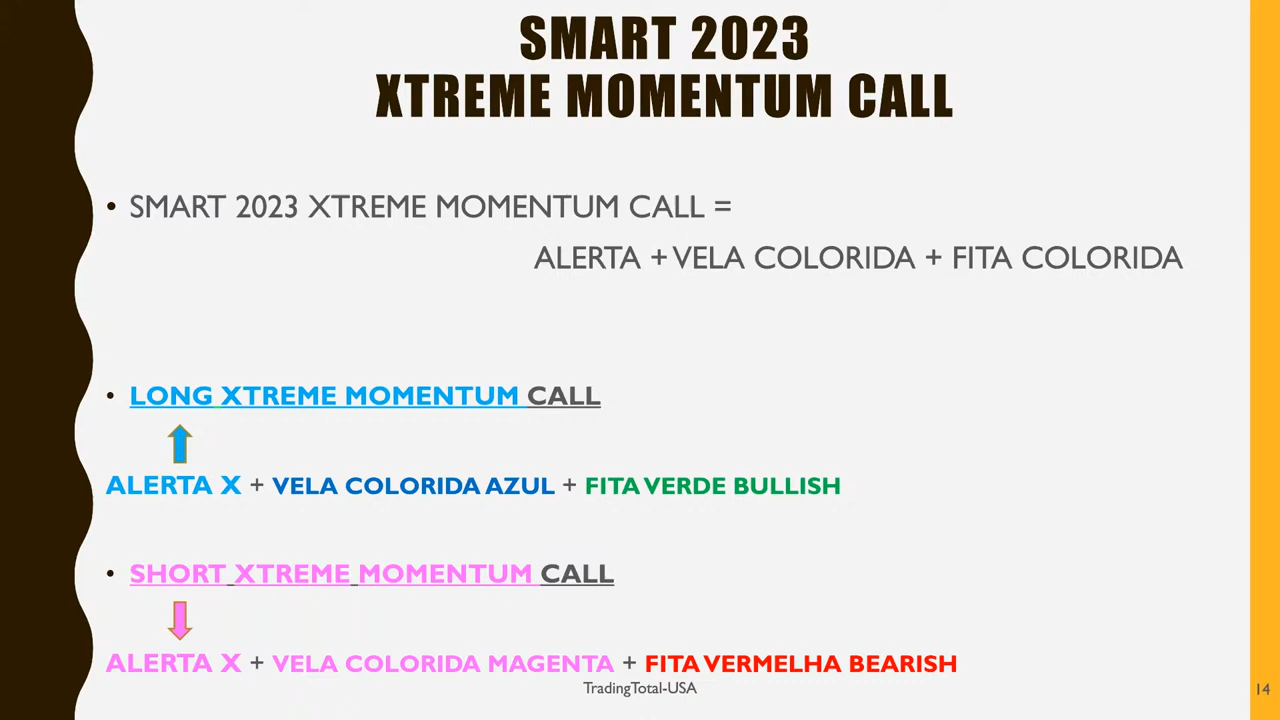 SMART 2023
XTREME MOMENTUM CALL
• SMART 2023 XTREME MOMENTUM CALL =
ALERTA + VELA COLORIDA + FITA COLORIDA
• LONG XTREME MOMENTUM CALL
ALERTA X + VELA COLORIDA AZUL + FITA VERDE BULLISH
• SHORT XTREME MOMENTUM CALL
ALERTA X + VELA COLORIDA MAGENTA + FITA VERMELHA BEARISH
TradingTotal-USA
14